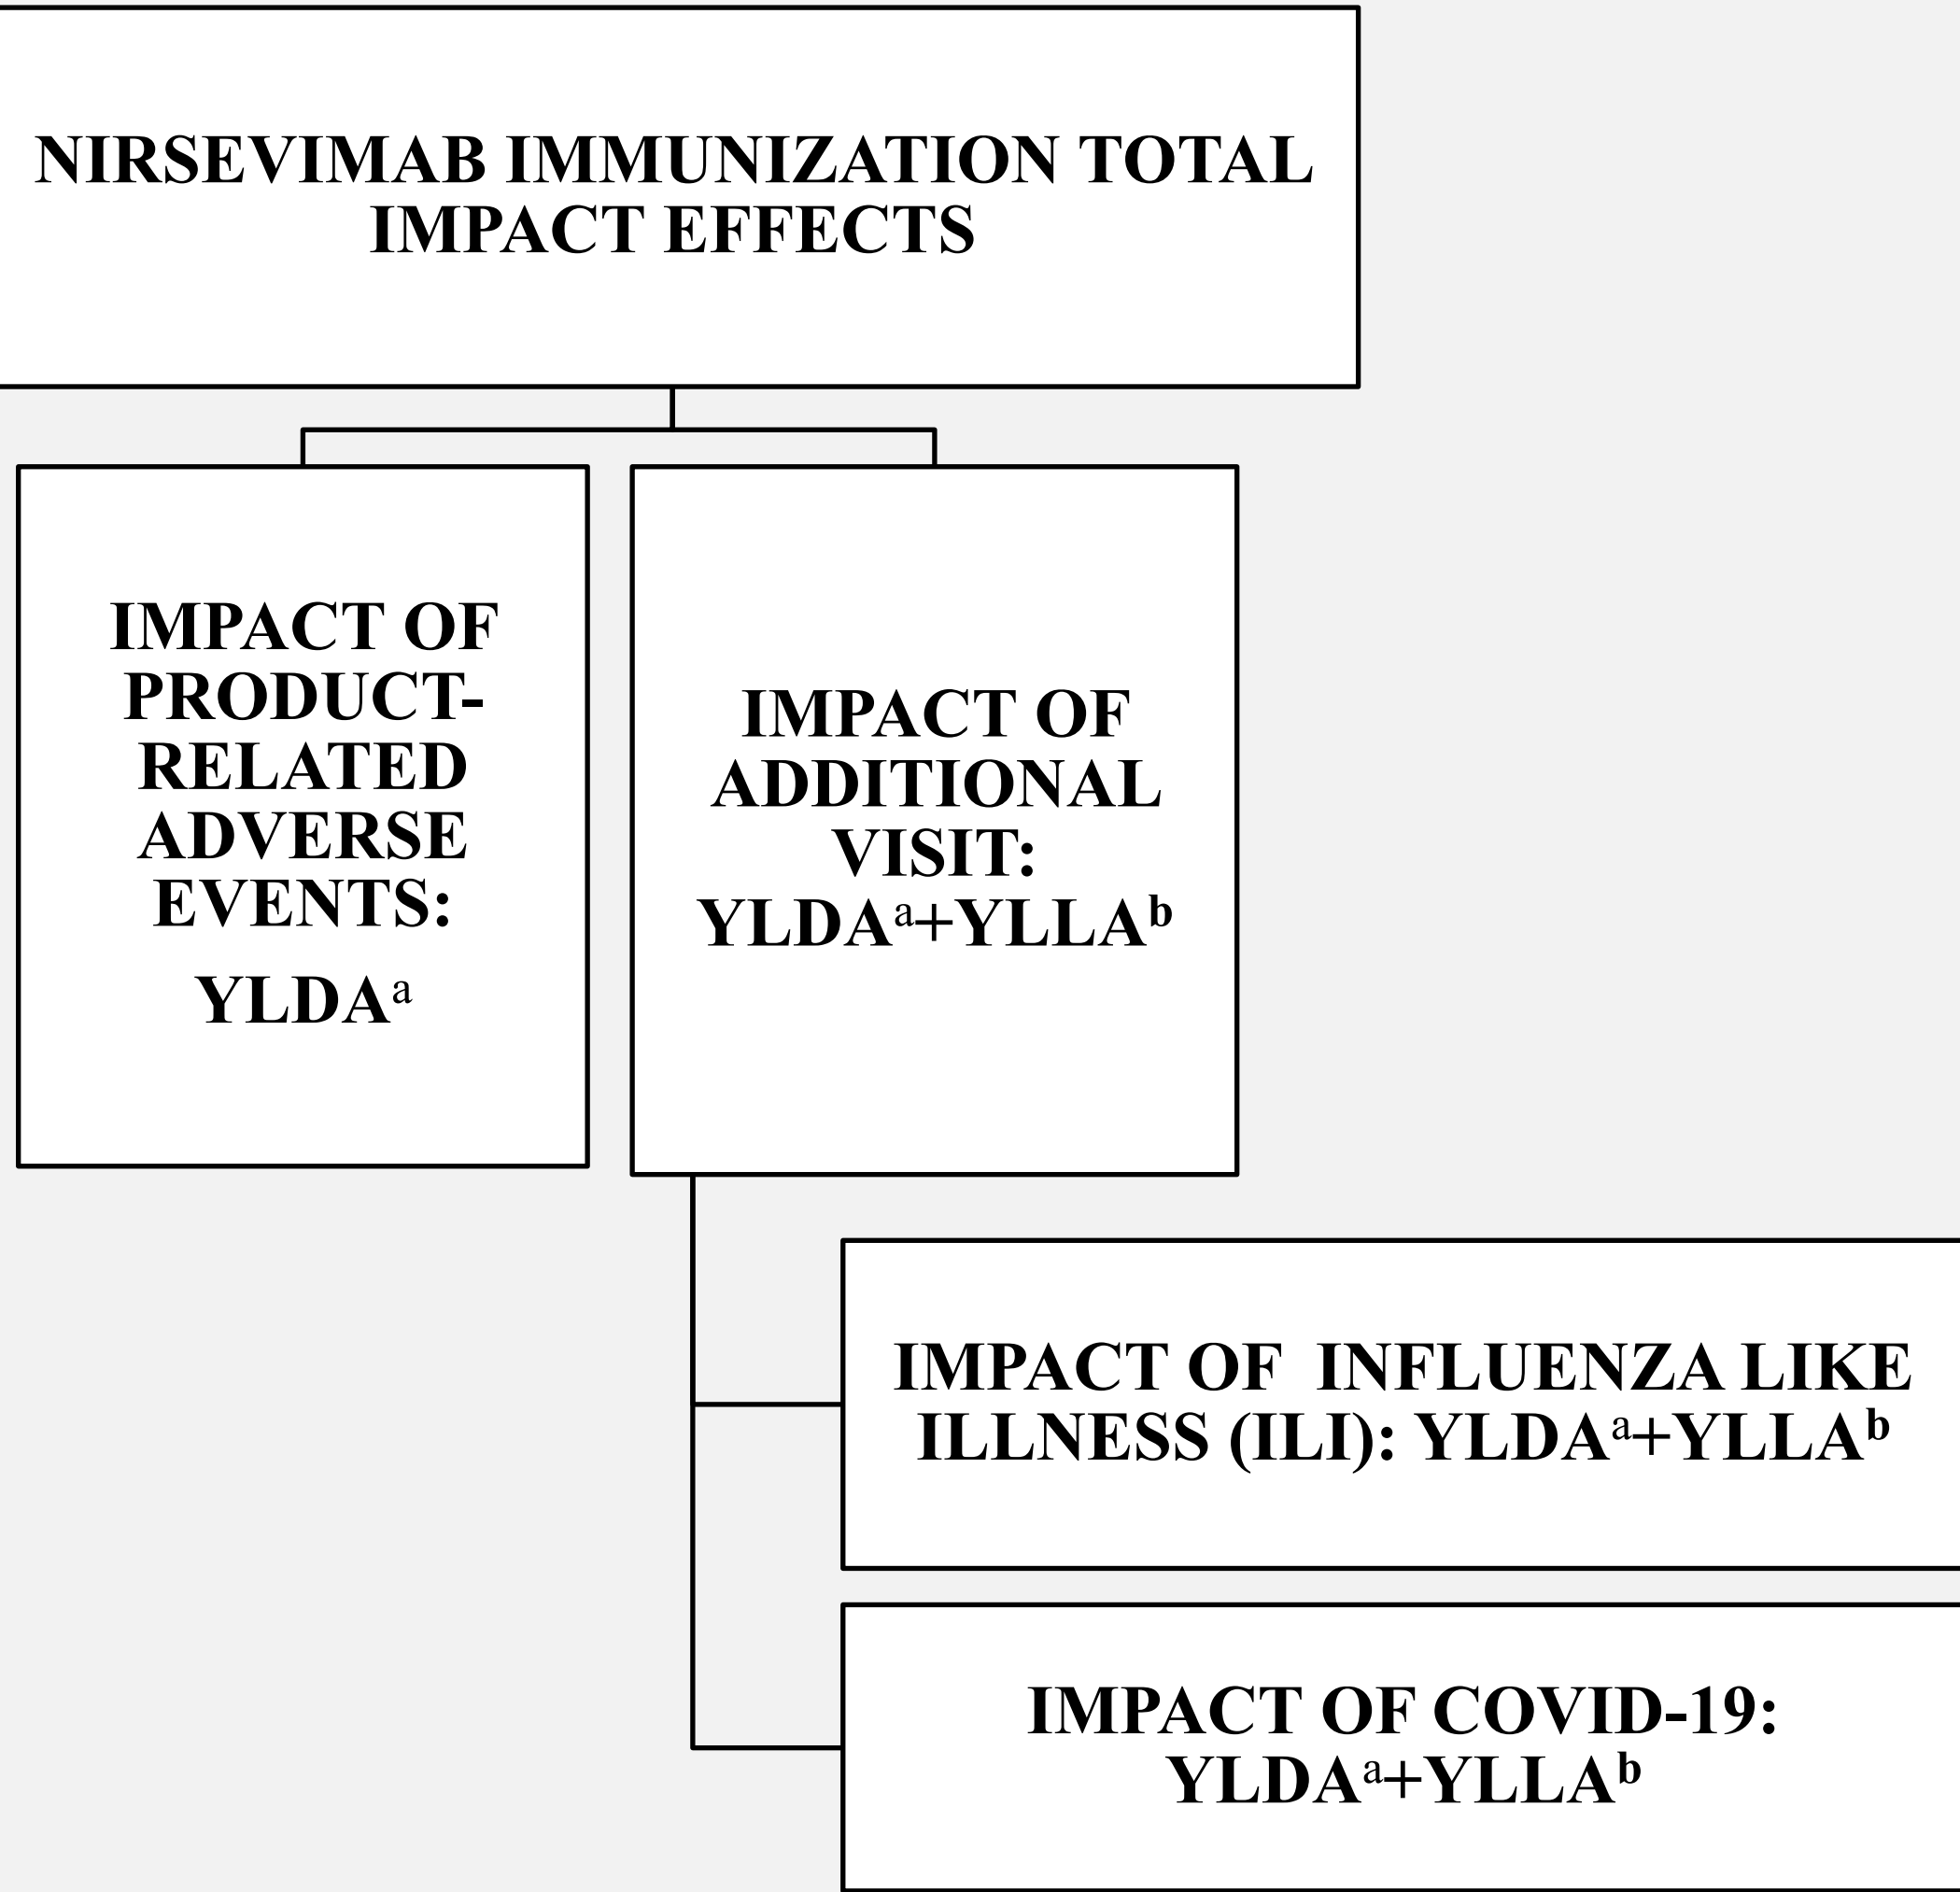 NIRSEVIMAB IMMUNIZATION TOTAL
IMPACT EFFECTS
IMPACT OF
PRODUCT-
RELATED
ADVERSE
EVENTS:
YLDAᵃ
IMPACT OF
ADDITIONAL
VISIT:
YLDAᵃ+YLLAᵇ
IMPACT OF INFLUENZA LIKE
ILLNESS (ILI): YLDAᵃ+YLLAᵇ
IMPACT OF COVID-19:
YLDAᵃ+YLLAᵇ